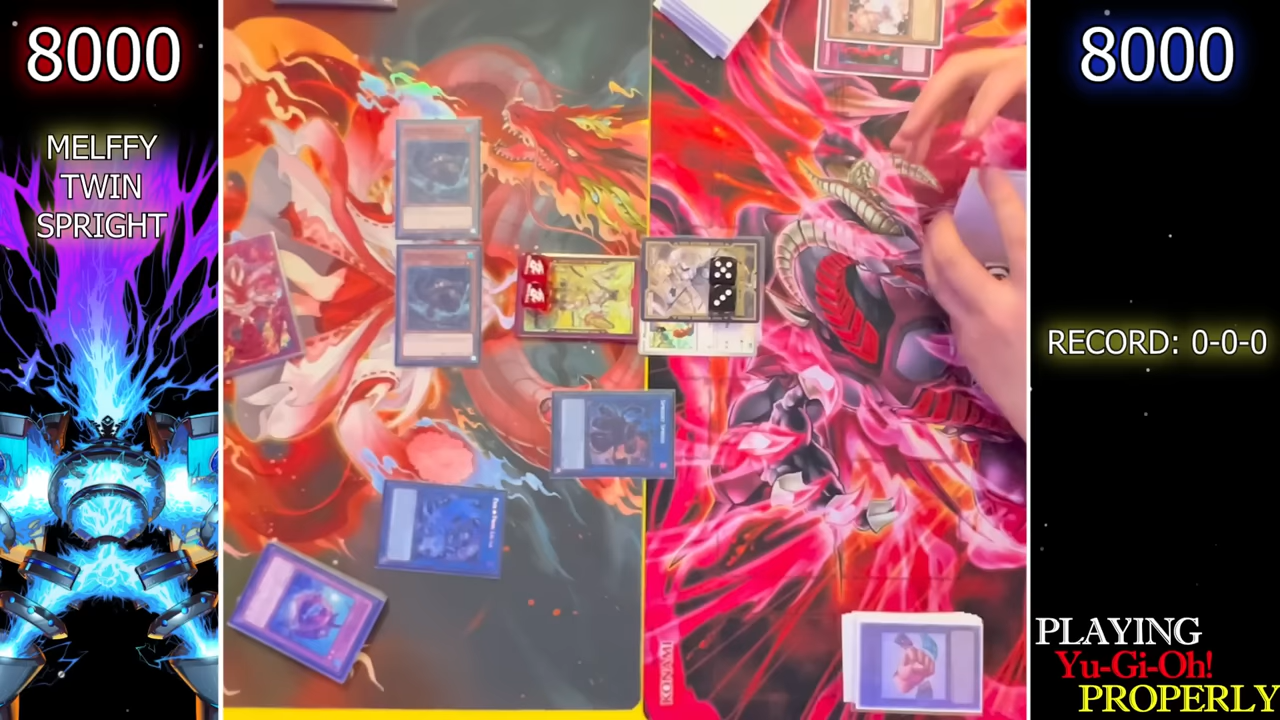 8000
MELFFY
TWIN
SPRIGHT
8000
RECORD: 0-0-0
KONAMI
PLAYING
Yu-Gi-Oh!
PROPERLY